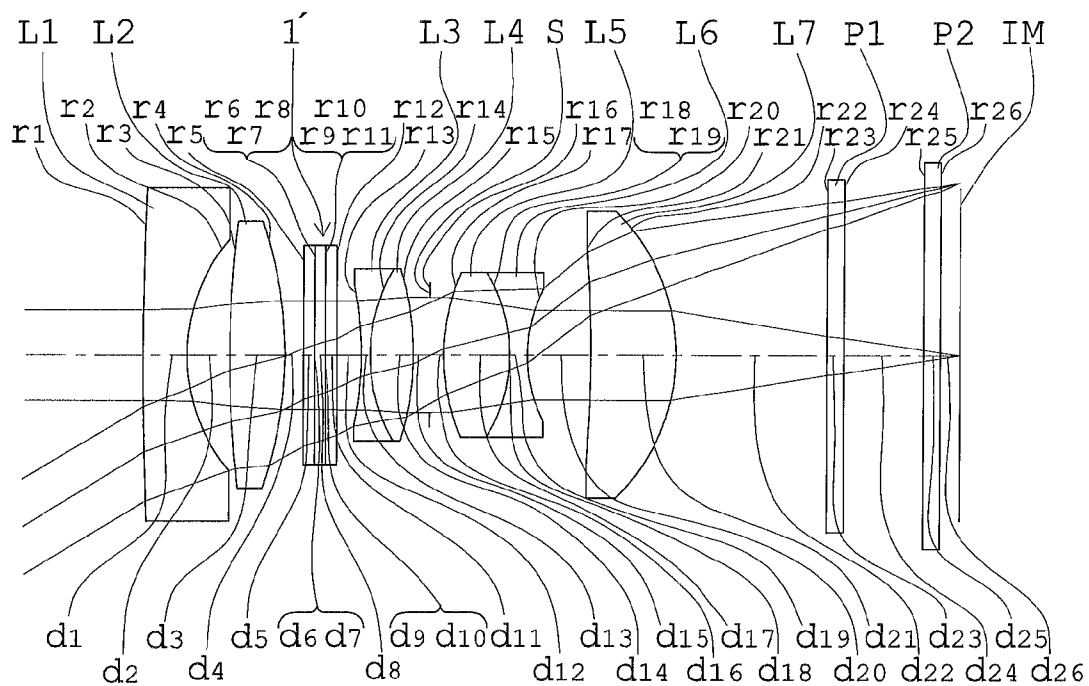 L1 L2 1′ L3 L4 S L5 L6 L7 P1 P2 IM
r2 r4 r6 r8 r10 r12 r14 r16 r18 r20 r22 r24 r26
r1 r3 r5 r7 r9 r11 r13 r15 r17 r19 r21 r23 r25
d1 d3 d5 d6 d7 d9 d10 d11 d13 d15 d17 d19 d21 d23 d25
d2 d4 d8 d12 d14 d16 d18 d20 d22 d24 d26